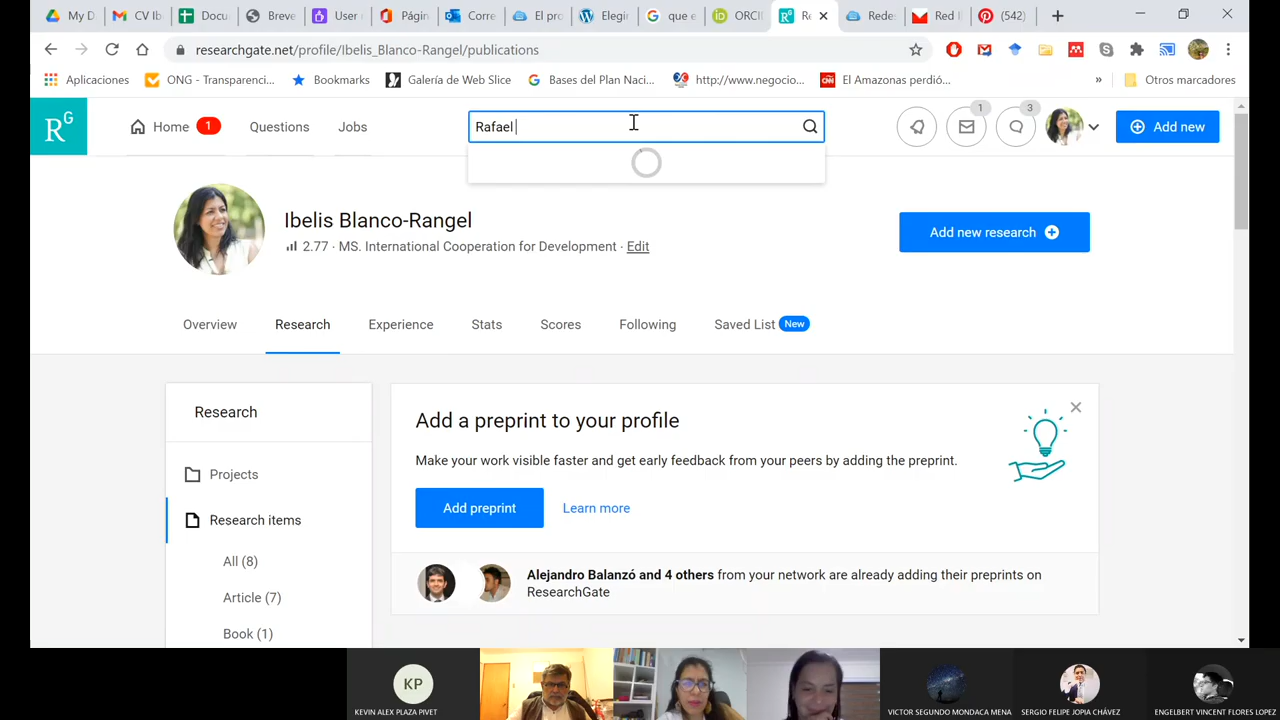 My D
CV Ib
Docu
Breve
User
Págin
Corre
El pro
Elegir
que e
ORCI
Re
Redes
Red I
(542)
researchgate.net/profile/Ibelis_Blanco-Rangel/publications
Aplicaciones
ONG - Transparenci...
Bookmarks
Galería de Web Slice
Bases del Plan Naci...
http://www.negocio...
CNN
El Amazonas perdió...
»
Otros marcadores
RG
Home 1
Questions
Jobs
Rafael
1
3
Add new
Ibelis Blanco-Rangel
2.77 · MS. International Cooperation for Development · Edit
Add new research
Overview
Research
Experience
Stats
Scores
Following
Saved List New
Research
Projects
Research items
All (8)
Article (7)
Book (1)
Add a preprint to your profile
Make your work visible faster and get early feedback from your peers by adding the preprint.
Add preprint
Learn more
Alejandro Balanzó and 4 others from your network are already adding their preprints on
ResearchGate
KP
KEVIN ALEX PLAZA PIVET
VICTOR SEGUNDO MONDACA MENA
SERGIO FELIPE JOPIA CHÁVEZ
ENGELBERT VINCENT FLORES LOPEZ